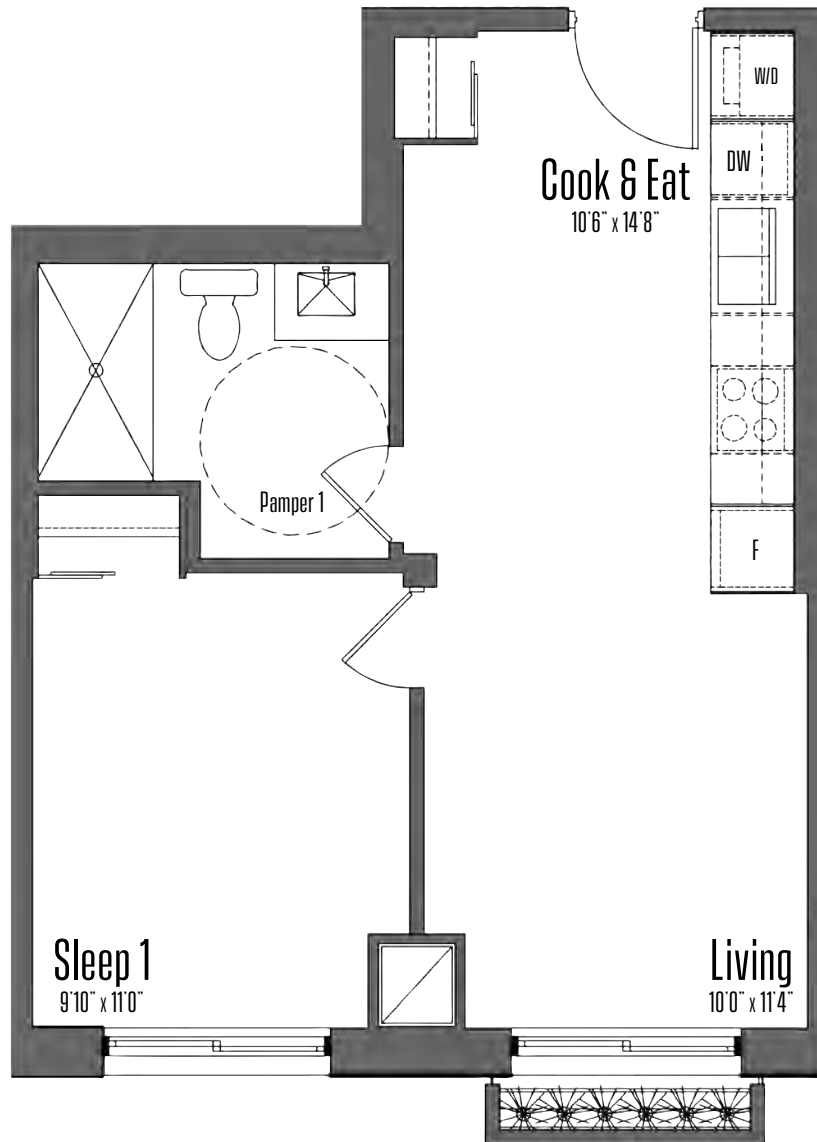 W/D
DW
Cook & Eat
10'6" x 14'8"
Pamper 1
F
Sleep 1
9'10" x 11'0"
Living
10'0" x 11'4"